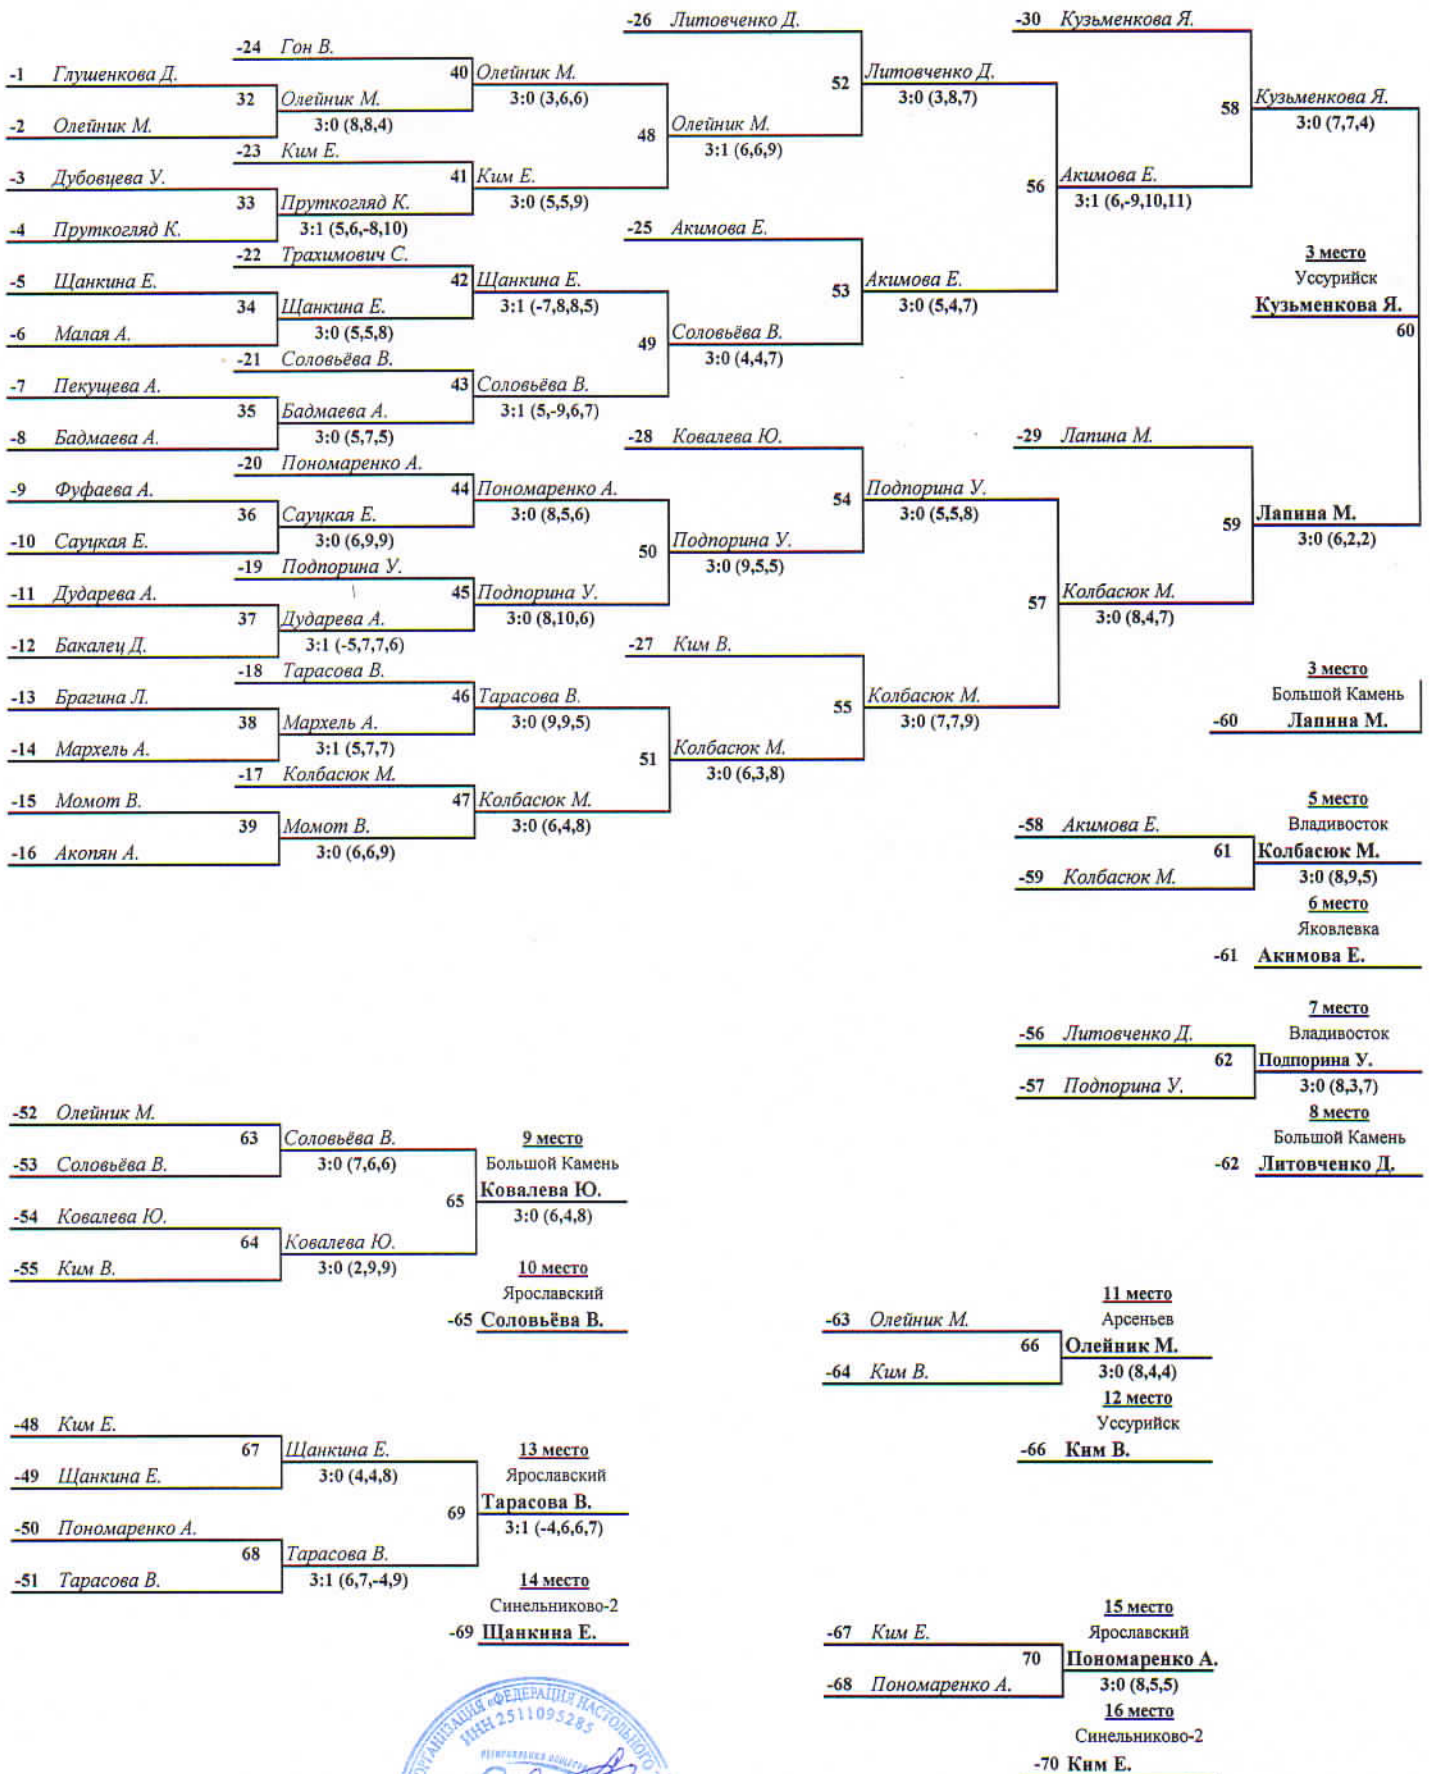 -26 Литовченко Д.
-30 Кузьменкова Я.
-24 Гон В.
-1 Глушенкова Д.
40 Олейник М.
52 Литовченко Д.
32 Олейник М.
3:0 (3,6,6)
3:0 (3,8,7)
58 Кузьменкова Я.
-2 Олейник М.
3:0 (8,8,4)
48 Олейник М.
3:0 (7,7,4)
-23 Ким Е.
3:1 (6,6,9)
-3 Дубовцева У.
41 Ким Е.
56 Акимова Е.
33 Пруткогляд К.
3:0 (5,5,9)
3:1 (6,-9,10,11)
-4 Пруткогляд К.
3:1 (5,6,-8,10)
-25 Акимова Е.
-22 Трахимович С.
3 место
-5 Щанкина Е.
42 Щанкина Е.
53 Акимова Е.
Уссурийск
34 Щанкина Е.
3:1 (-7,8,8,5)
3:0 (5,4,7)
Кузьменкова Я.
-6 Малая А.
3:0 (5,5,8)
49 Соловьёва В.
60
-21 Соловьёва В.
3:0 (4,4,7)
-7 Пекущева А.
43 Соловьёва В.
35 Бадмаева А.
3:1 (5,-9,6,7)
-8 Бадмаева А.
3:0 (5,7,5)
-28 Ковалева Ю.
-29 Лапина М.
-20 Пономаренко А.
-9 Фуфаева А.
44 Пономаренко А.
54 Подпорина У.
36 Сауцкая Е.
3:0 (8,5,6)
3:0 (5,5,8)
59 Лапина М.
-10 Сауцкая Е.
3:0 (6,9,9)
50 Подпорина У.
3:0 (6,2,2)
-19 Подпорина У.
3:0 (9,5,5)
-11 Дударева А.
45 Подпорина У.
57 Колбасюк М.
37 Дударева А.
3:0 (8,10,6)
3:0 (8,4,7)
-12 Бакалец Д.
3:1 (-5,7,7,6)
-27 Ким В.
-18 Тарасова В.
3 место
-13 Брагина Л.
46 Тарасова В.
55 Колбасюк М.
Большой Камень
38 Мархель А.
3:0 (9,9,5)
3:0 (7,7,9)
-60 Лапина М.
-14 Мархель А.
3:1 (5,7,7)
51 Колбасюк М.
-17 Колбасюк М.
3:0 (6,3,8)
-15 Момот В.
47 Колбасюк М.
5 место
39 Момот В.
3:0 (6,4,8)
-58 Акимова Е.
Владивосток
-16 Акопян А.
3:0 (6,6,9)
61 Колбасюк М.
-59 Колбасюк М.
3:0 (8,9,5)
6 место
Яковлевка
-61 Акимова Е.
7 место
-56 Литовченко Д.
Владивосток
62 Подпорина У.
-57 Подпорина У.
3:0 (8,3,7)
-52 Олейник М.
8 место
63 Соловьёва В.
9 место
Большой Камень
-53 Соловьёва В.
3:0 (7,6,6)
Большой Камень
-62 Литовченко Д.
65 Ковалева Ю.
-54 Ковалева Ю.
3:0 (6,4,8)
64 Ковалева Ю.
-55 Ким В.
3:0 (2,9,9)
10 место
Ярославский
11 место
-65 Соловьёва В.
-63 Олейник М.
Арсеньев
66 Олейник М.
-64 Ким В.
3:0 (8,4,4)
12 место
-48 Ким Е.
Уссурийск
67 Щанкина Е.
13 место
-66 Ким В.
-49 Щанкина Е.
3:0 (4,4,8)
Ярославский
69 Тарасова В.
-50 Пономаренко А.
3:1 (-4,6,6,7)
68 Тарасова В.
-51 Тарасова В.
3:1 (6,7,-4,9)
14 место
Синельниково-2
15 место
-69 Щанкина Е.
-67 Ким Е.
Ярославский
70 Пономаренко А.
-68 Пономаренко А.
3:0 (8,5,5)
16 место
Синельниково-2
-70 Ким Е.
ОРГАНИЗАЦИЯ «ФЕДЕРАЦИЯ НАСТОЛЬНОГО
ИНН 2511095285